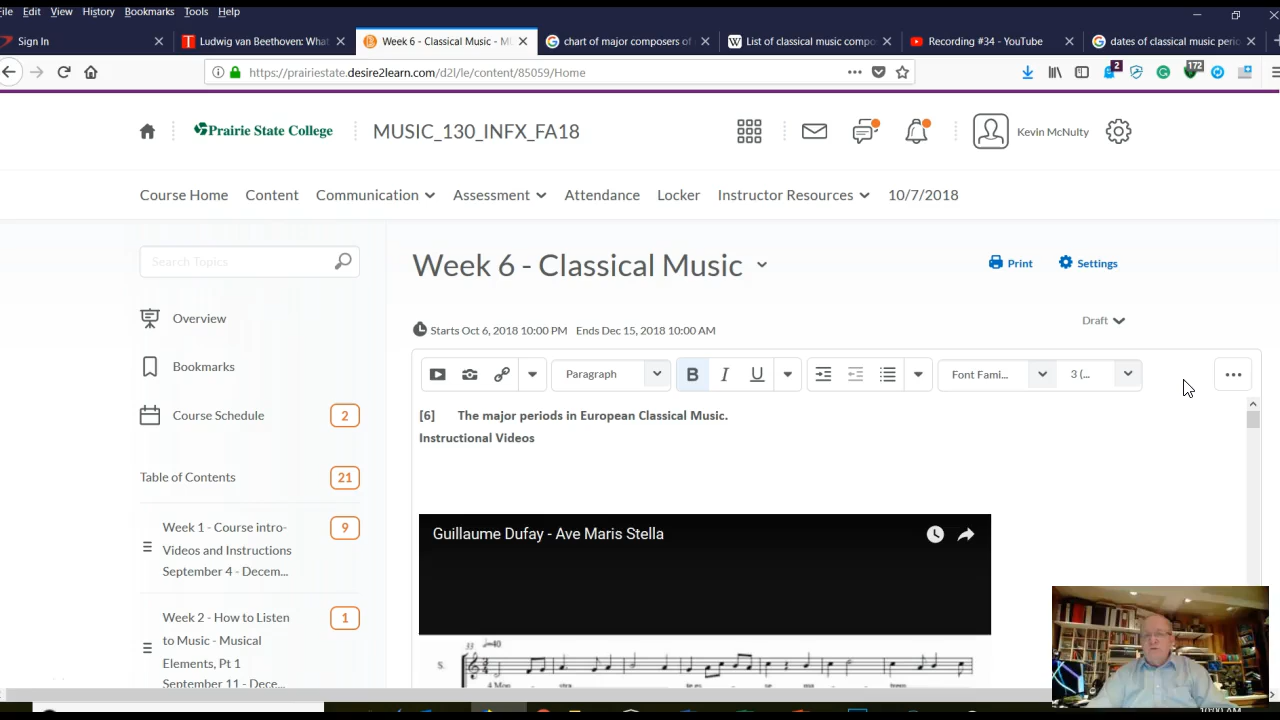 File Edit View History Bookmarks Tools Help
Sign In
Ludwig van Beethoven: What
Week 6 - Classical Music - M
chart of major composers of
List of classical music compo
Recording #34 - YouTube
dates of classical music perio
https://prairiestate.desire2learn.com/d2l/le/content/85059/Home
2
172
Prairie State College
MUSIC_130_INFX_FA18
Kevin McNulty
Course Home Content Communication Assessment Attendance Locker Instructor Resources 10/7/2018
Search Topics
Overview
Bookmarks
Course Schedule 2
Table of Contents 21
Week 1 - Course intro- 9
Videos and Instructions
September 4 - Decem...
Week 2 - How to Listen 1
to Music - Musical
Elements, Pt 1
September 11 - Dece...
Week 6 - Classical Music
Print Settings
Starts Oct 6, 2018 10:00 PM Ends Dec 15, 2018 10:00 AM
Draft
Paragraph B I U Font Fami... 3 (...
[6] The major periods in European Classical Music.
Instructional Videos
Guillaume Dufay - Ave Maris Stella
33 =40
S.